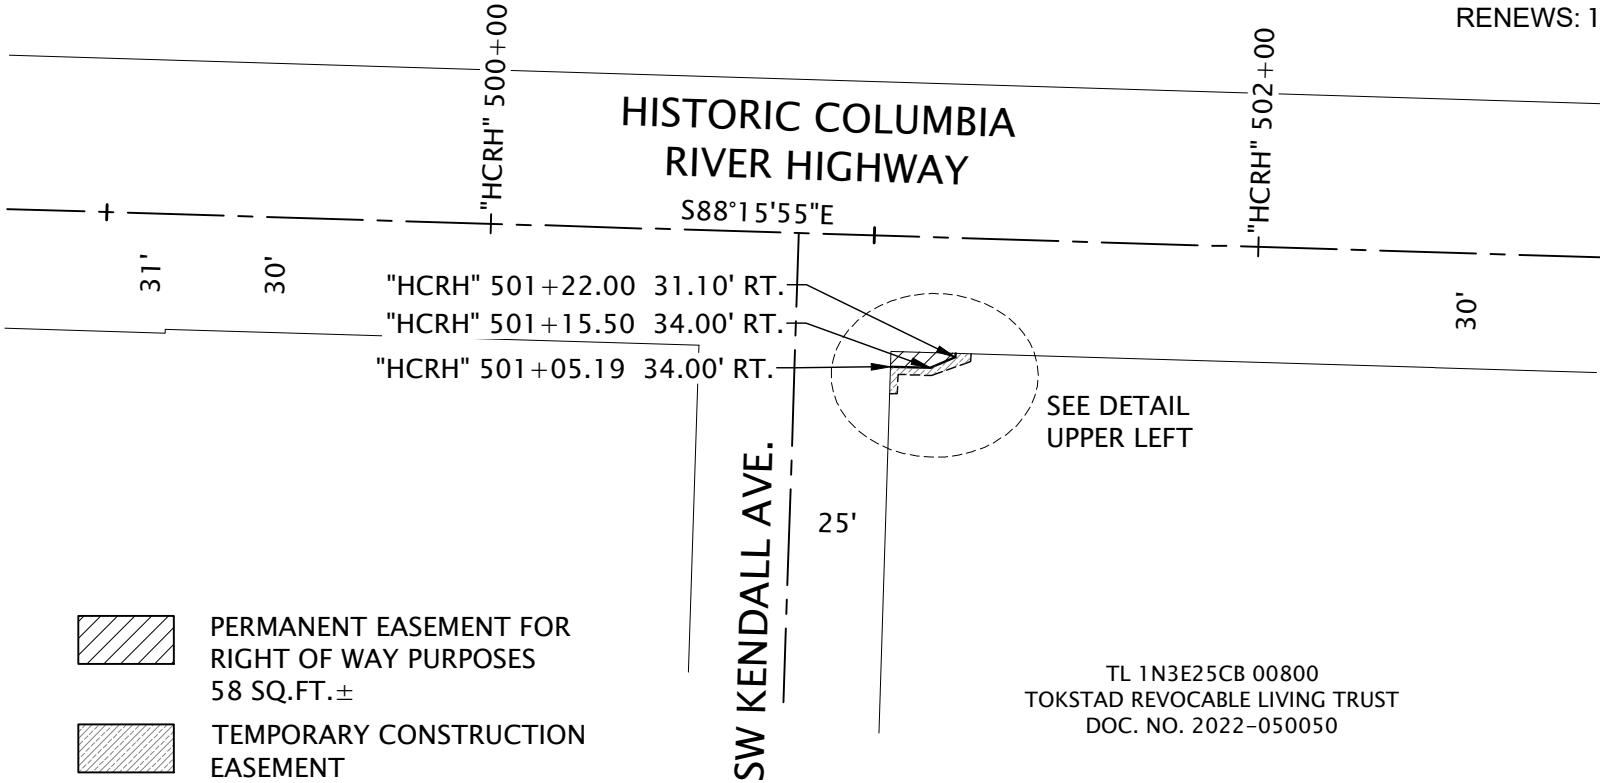 RENEWS: 1
"HCRH" 500+00
"HCRH" 502+00
HISTORIC COLUMBIA
RIVER HIGHWAY
S88°15'55"E
31'
30'
30'
"HCRH" 501+22.00 31.10' RT.
"HCRH" 501+15.50 34.00' RT.
"HCRH" 501+05.19 34.00' RT.
SEE DETAIL
UPPER LEFT
SW KENDALL AVE.
25'
PERMANENT EASEMENT FOR
RIGHT OF WAY PURPOSES
58 SQ.FT.±
TEMPORARY CONSTRUCTION
EASEMENT
TL 1N3E25CB 00800
TOKSTAD REVOCABLE LIVING TRUST
DOC. NO. 2022-050050